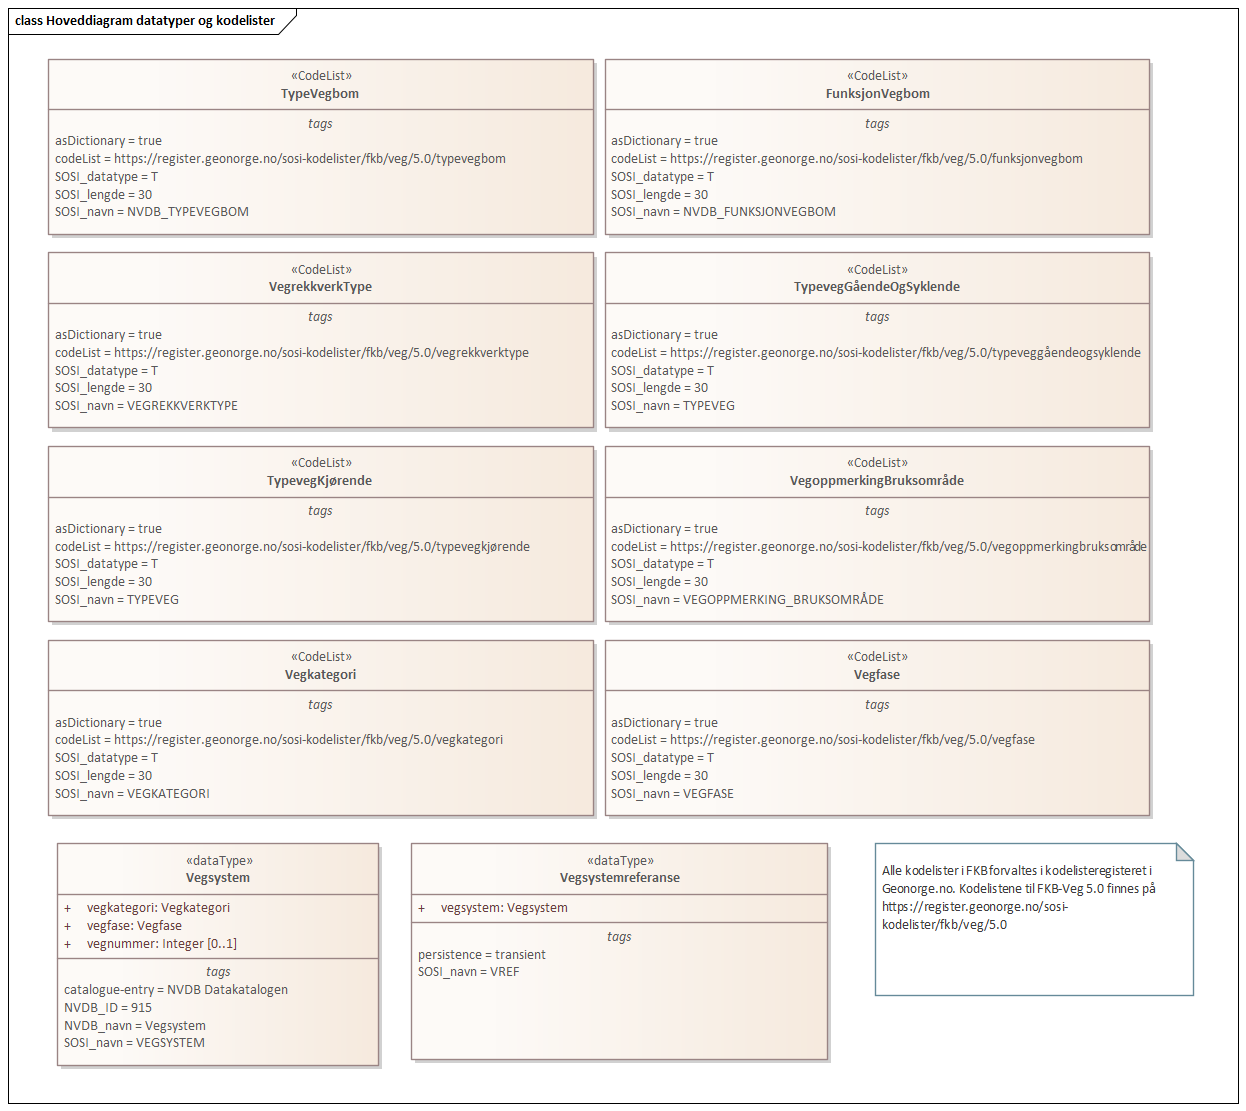 class Hoveddiagram datatyper og kodelister
«CodeList»
TypeVegbom
tags
asDictionary = true
codeList = https://register.geonorge.no/sosi-kodelister/fkb/veg/5.0/typevegbom
SOSI_datatype = T
SOSI_lengde = 30
SOSI_navn = NVDB_TYPEVEGBOM
«CodeList»
FunksjonVegbom
tags
asDictionary = true
codeList = https://register.geonorge.no/sosi-kodelister/fkb/veg/5.0/funksjonvegbom
SOSI_datatype = T
SOSI_lengde = 30
SOSI_navn = NVDB_FUNKSJONVEGBOM
«CodeList»
VegrekkverkType
tags
asDictionary = true
codeList = https://register.geonorge.no/sosi-kodelister/fkb/veg/5.0/vegrekkverktype
SOSI_datatype = T
SOSI_lengde = 30
SOSI_navn = VEGREKKVERKTYPE
«CodeList»
TypevegGåendeOgSyklende
tags
asDictionary = true
codeList = https://register.geonorge.no/sosi-kodelister/fkb/veg/5.0/typeveggåendeogsyklende
SOSI_datatype = T
SOSI_lengde = 30
SOSI_navn = TYPEVEG
«CodeList»
TypevegKjørende
tags
asDictionary = true
codeList = https://register.geonorge.no/sosi-kodelister/fkb/veg/5.0/typevegkjørende
SOSI_datatype = T
SOSI_lengde = 30
SOSI_navn = TYPEVEG
«CodeList»
VegoppmerkingBruksområde
tags
asDictionary = true
codeList = https://register.geonorge.no/sosi-kodelister/fkb/veg/5.0/vegoppmerkingbruksområde
SOSI_datatype = T
SOSI_lengde = 30
SOSI_navn = VEGOPPMERKING_BRUKSOMRÅDE
«CodeList»
Vegkategori
tags
asDictionary = true
codeList = https://register.geonorge.no/sosi-kodelister/fkb/veg/5.0/vegkategori
SOSI_datatype = T
SOSI_lengde = 30
SOSI_navn = VEGKATEGORI
«CodeList»
Vegfase
tags
asDictionary = true
codeList = https://register.geonorge.no/sosi-kodelister/fkb/veg/5.0/vegfase
SOSI_datatype = T
SOSI_lengde = 30
SOSI_navn = VEGFASE
«dataType»
Vegsystem
+ vegkategori: Vegkategori
+ vegfase: Vegfase
+ vegnummer: Integer [0..1]
tags
catalogue-entry = NVDB Datakatalogen
NVDB_ID = 915
NVDB_navn = Vegsystem
SOSI_navn = VEGSYSTEM
«dataType»
Vegsystemreferanse
+ vegsystem: Vegsystem
tags
persistence = transient
SOSI_navn = VREF
Alle kodelister i FKB forvaltes i kodelisteregisteret i
Geonorge.no. Kodelistene til FKB-Veg 5.0 finnes på
https://register.geonorge.no/sosi-
kodelister/fkb/veg/5.0